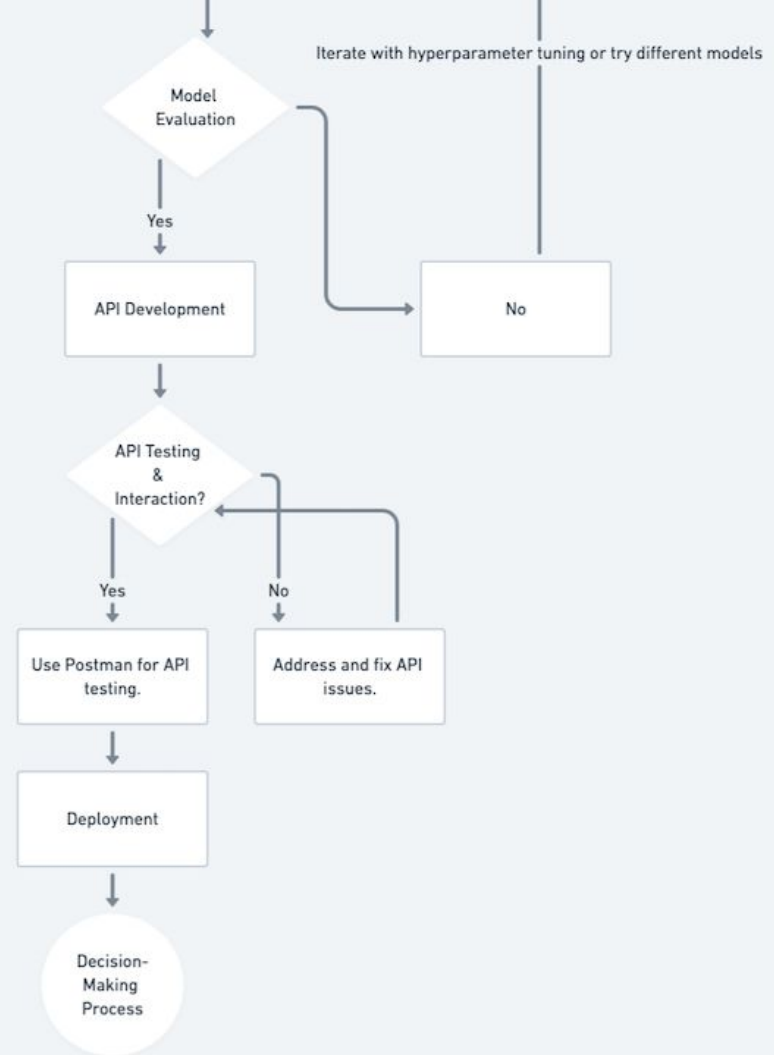 Iterate with hyperparameter tuning or try different models
Model
Evaluation
Yes
API Development
No
API Testing
&
Interaction?
Yes
No
Use Postman for API
testing.
Address and fix API
issues.
Deployment
Decision-
Making
Process